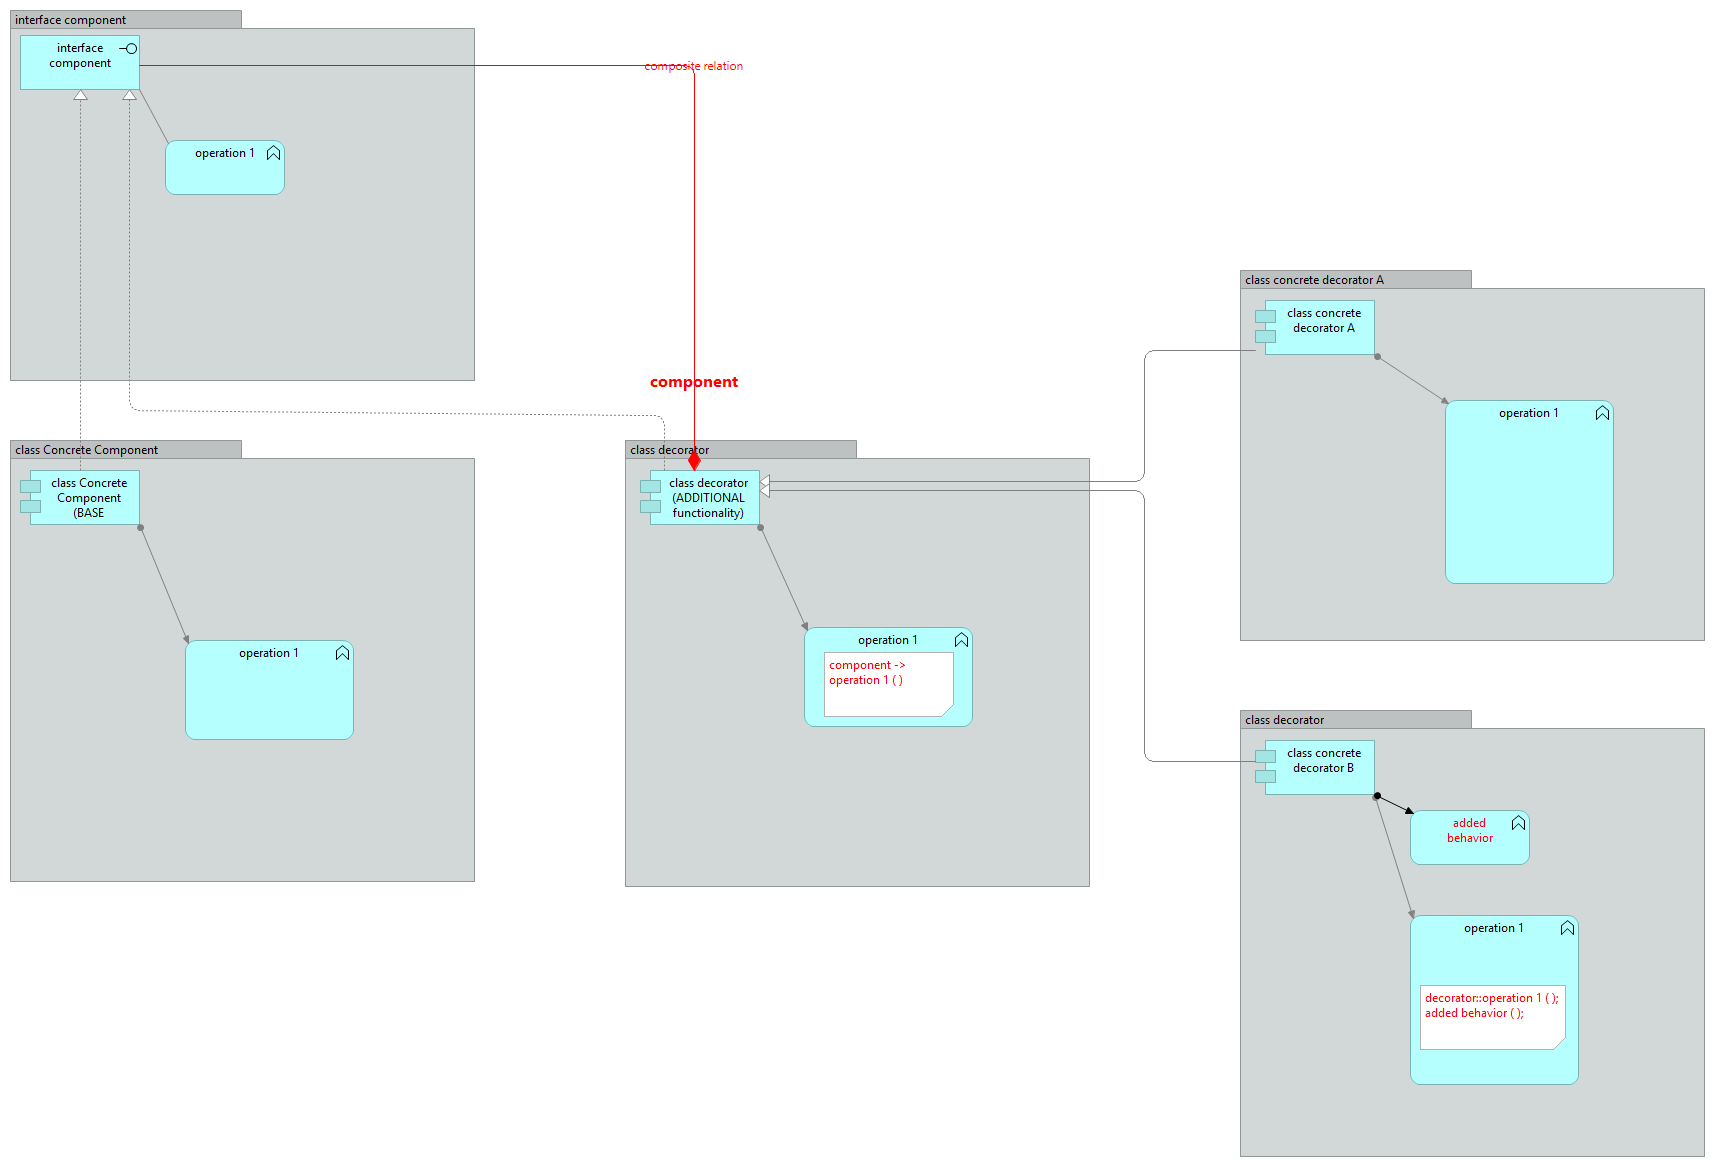 interface component
interface
component
composite relation
operation 1
component
class Concrete Component
class Concrete
Component
(BASE
operation 1
class decorator
class decorator
(ADDITIONAL
functionality)
operation 1
component ->
operation 1 ( )
class concrete decorator A
class concrete
decorator A
operation 1
class decorator
class concrete
decorator B
added
behavior
operation 1
decorator::operation 1 ( );
added behavior ( );